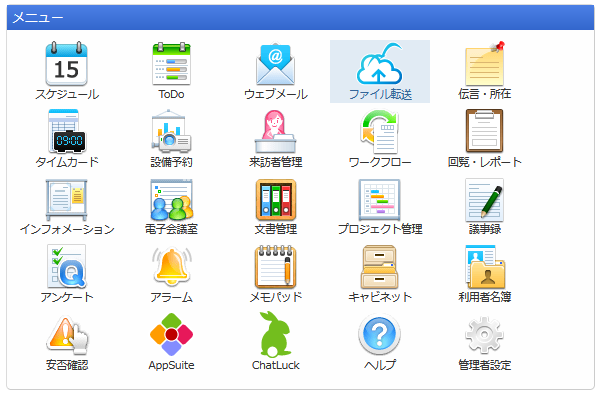 メニュー
15
スケジュール
ToDo
@
ウェブメール
ファイル転送
伝言・所在
09:00
タイムカード
設備予約
来訪者管理
ワークフロー
回覧・レポート
インフォメーション
電子会議室
文書管理
プロジェクト管理
議事録
Q
アンケート
アラーム
メモパッド
キャビネット
利用者名簿
安否確認
AppSuite
ChatLuck
?
ヘルプ
管理者設定